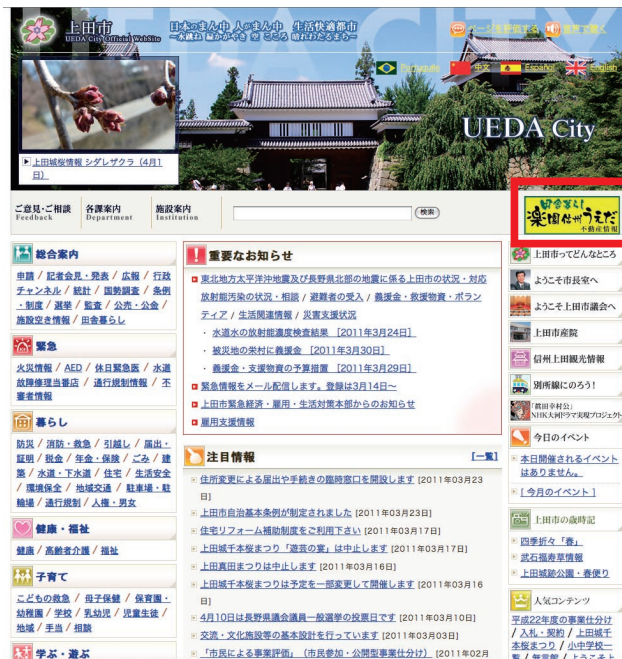 上田市
UEDA City Official WebSite
日本のまん中 人がまん中 生活快適都市
～水跳ね 緑かがやき 空 こころ 晴れわたるまち～
ページを評価する
音声で聞く
Português
中文
Español
English
UEDA City
上田城桜情報 シダレザクラ（4月1
日）
ご意見・ご相談
Feedback
各課案内
Department
施設案内
Institution
検索
田舎暮らし
楽園信州うえだ
不動産情報
総合案内
申請 / 記者会見・発表 / 広報 / 行政
チャンネル / 統計 / 国勢調査 / 条例
・制度 / 選挙 / 監査 / 公売・公会 /
施設空き情報 / 田舎暮らし
緊急
火災情報 / AED / 休日緊急医 / 水道
故障修理当番店 / 通行規制情報 / 不
審者情報
暮らし
防災 / 消防・救急 / 引越し / 届出・
証明 / 税金 / 年金・保険 / ごみ / 建
築 / 水道・下水道 / 住宅 / 生活安全
/ 環境保全 / 地域交通 / 駐車場・駐
輪場 / 通行規制 / 人権・男女
健康・福祉
健康 / 高齢者介護 / 福祉
子育て
こどもの救急 / 母子保健 / 保育園・
幼稚園 / 学校 / 乳幼児 / 児童生徒 /
地域 / 手当 / 相談
学ぶ・遊ぶ
重要なお知らせ
東北地方太平洋沖地震及び長野県北部の地震に係る上田市の状況・対応
放射能汚染の状況・相談 / 避難者の受入 / 義援金・救援物資・ボラン
ティア / 生活関連情報 / 災害支援状況
・ 水道水の放射能濃度検査結果 [2011年3月24日]
・ 被災地の栄村に義援金 [2011年3月30日]
・ 義援金・支援物資の予算措置 [2011年3月29日]
緊急情報をメール配信します。登録は3月14日～
上田市緊急経済・雇用・生活対策本部からのお知らせ
雇用支援情報
注目情報
[一覧]
住所変更による届出や手続きの臨時窓口を開設します [2011年03月23
日]
上田市自治基本条例が制定されました [2011年03月23日]
住宅リフォーム補助制度をご利用下さい [2011年03月17日]
上田城千本桜まつり「遊芸の宴」は中止します [2011年03月17日]
上田真田まつりは中止します [2011年03月16日]
上田城千本桜まつりは予定を一部変更して開催します [2011年03月16
日]
4月10日は長野県議会議員一般選挙の投票日です [2011年03月10日]
交流・文化施設等の基本設計を行っています [2011年03月03日]
「市民による事業評価」（市民参加・公開型事業仕分け） [2011年02月
上田市ってどんなところ
ようこそ市長室へ
ようこそ上田市議会へ
上田市産院
信州上田観光情報
別所線にのろう!
「真田幸村公」
NHK大河ドラマ実現プロジェクト
今日のイベント
本日開催されるイベント
はありません。
[ 今月のイベント ]
上田市の歳時記
四季折々「春」
武石福寿草情報
上田城跡公園・春便り
人気コンテンツ
平成22年度の事業仕分け
/ 入札・契約 / 上田城千
本桜まつり / 小中学校一